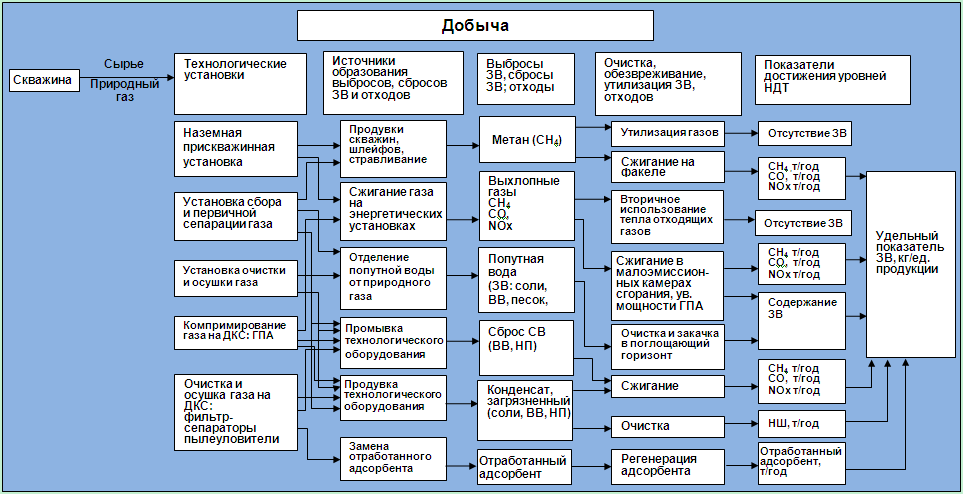 Добыча
Скважина
Сырье
Природный
газ
Технологические
установки
Источники
образования
выбросов, сбросов
ЗВ и отходов
Выбросы
ЗВ, сбросы
ЗВ; отходы
Очистка,
обезвреживание,
утилизация ЗВ,
отходов
Показатели
достижения уровней
НДТ
Наземная
прискважинная
установка
Установка сбора
и первичной
сепарации газа
Установка очистки
и осушки газа
Компримирование
газа на ДКС: ГПА
Очистка и
осушка газа на
ДКС:
фильтр-
сепараторы
пылеуловители
Продувки
скважин,
шлейфов,
стравливание
Сжигание газа
на
энергетических
установках
Отделение
попутной воды
от природного
газа
Промывка
технологического
оборудования
Продувка
технологического
оборудования
Замена
отработанного
адсорбента
Метан (CH4)
Выхлопные
газы
CH4
CO,
NOx
Попутная
вода
(ЗВ: соли,
ВВ, песок,
Сброс СВ
(ВВ, НП)
Конденсат,
загрязненный
(соли, ВВ, НП)
Отработанный
адсорбент
Утилизация газов
Сжигание на
факеле
Вторичное
использование
тепла отходящих
газов
Сжигание в
малоэмиссион-
ных камерах
сгорания, ув.
мощности ГПА
Очистка и закачка
в поглощающий
горизонт
Сжигание
Очистка
Регенерация
адсорбента
Отсутствие ЗВ
CH4, т/год
CO, т/год
NOx т/год
Отсутствие ЗВ
CH4 т/год
CO, т/год
NOx т/год
Содержание
ЗВ
CH4 т/год
CO, т/год
NOx т/год
НШ, т/год
Отработанный
адсорбент,
т/год
Удельный
показатель
ЗВ, кг/ед.
продукции